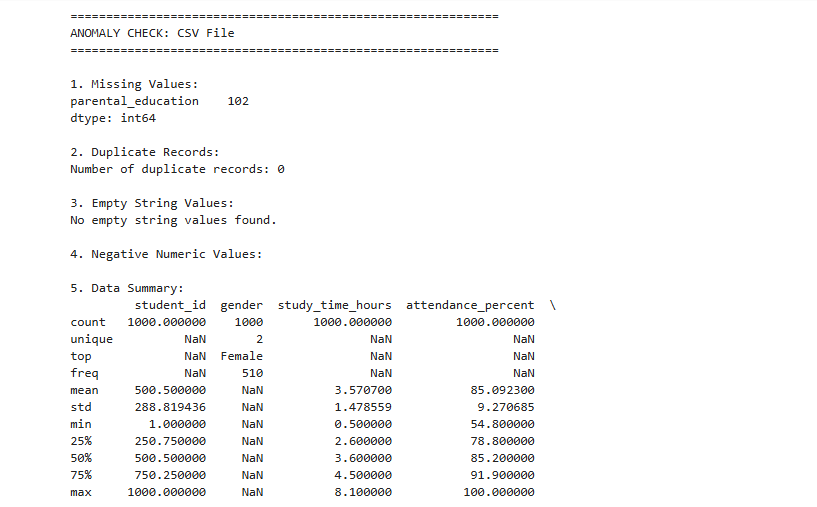 ============================================================
ANOMALY CHECK: CSV File
============================================================
1. Missing Values:
parental_education    102
dtype: int64
2. Duplicate Records:
Number of duplicate records: 0
3. Empty String Values:
No empty string values found.
4. Negative Numeric Values:
5. Data Summary:
         student_id  gender  study_time_hours  attendance_percent  \
count   1000.000000    1000       1000.000000         1000.000000
unique          NaN       2               NaN                 NaN
top             NaN  Female               NaN                 NaN
freq            NaN     510               NaN                 NaN
mean     500.500000     NaN          3.570700           85.092300
std      288.819436     NaN          1.478559            9.270685
min        1.000000     NaN          0.500000           54.800000
25%      250.750000     NaN          2.600000           78.800000
50%      500.500000     NaN          3.600000           85.200000
75%      750.250000     NaN          4.500000           91.900000
max     1000.000000     NaN          8.100000          100.000000